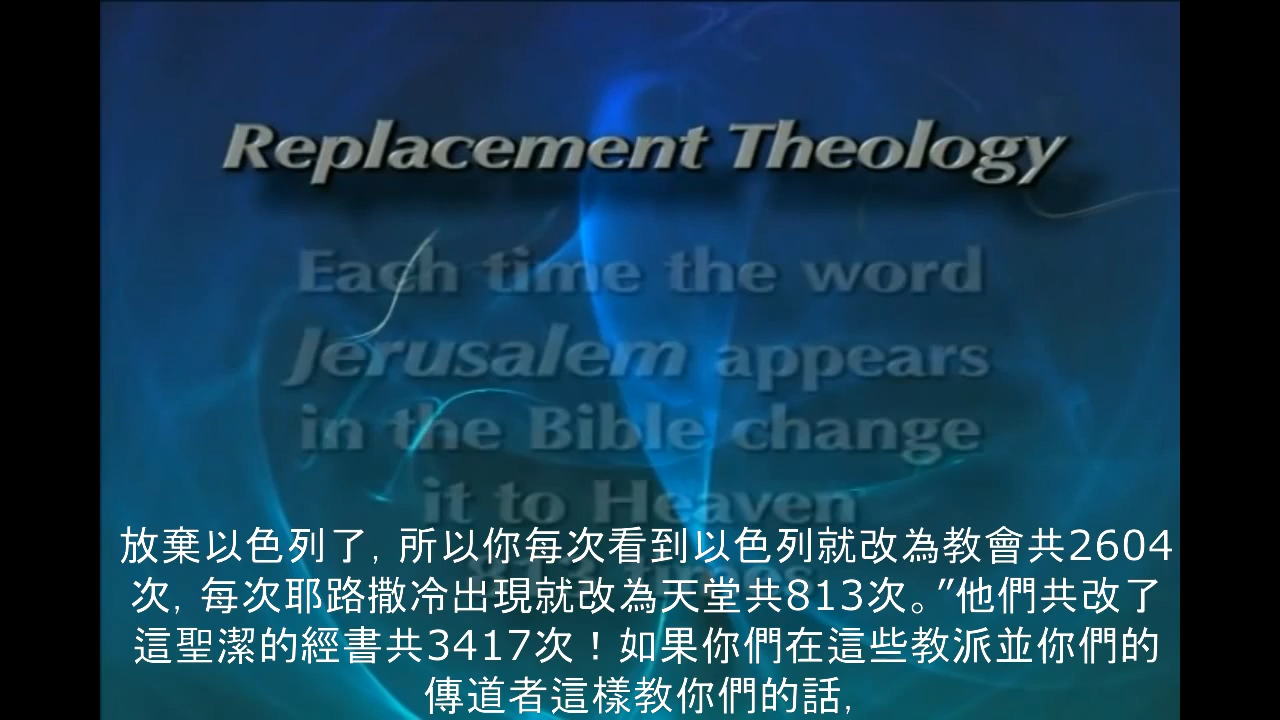 Replacement Theology
Each time the word
Jerusalem appears
in the Bible change
it to Heaven
放棄以色列了, 所以你每次看到以色列就改為教會共2604
次, 每次耶路撒冷出現就改為天堂共813次。"他們共改了
這聖潔的經書共3417次！如果你們在這些教派並你們的
傳道者這樣教你們的話,